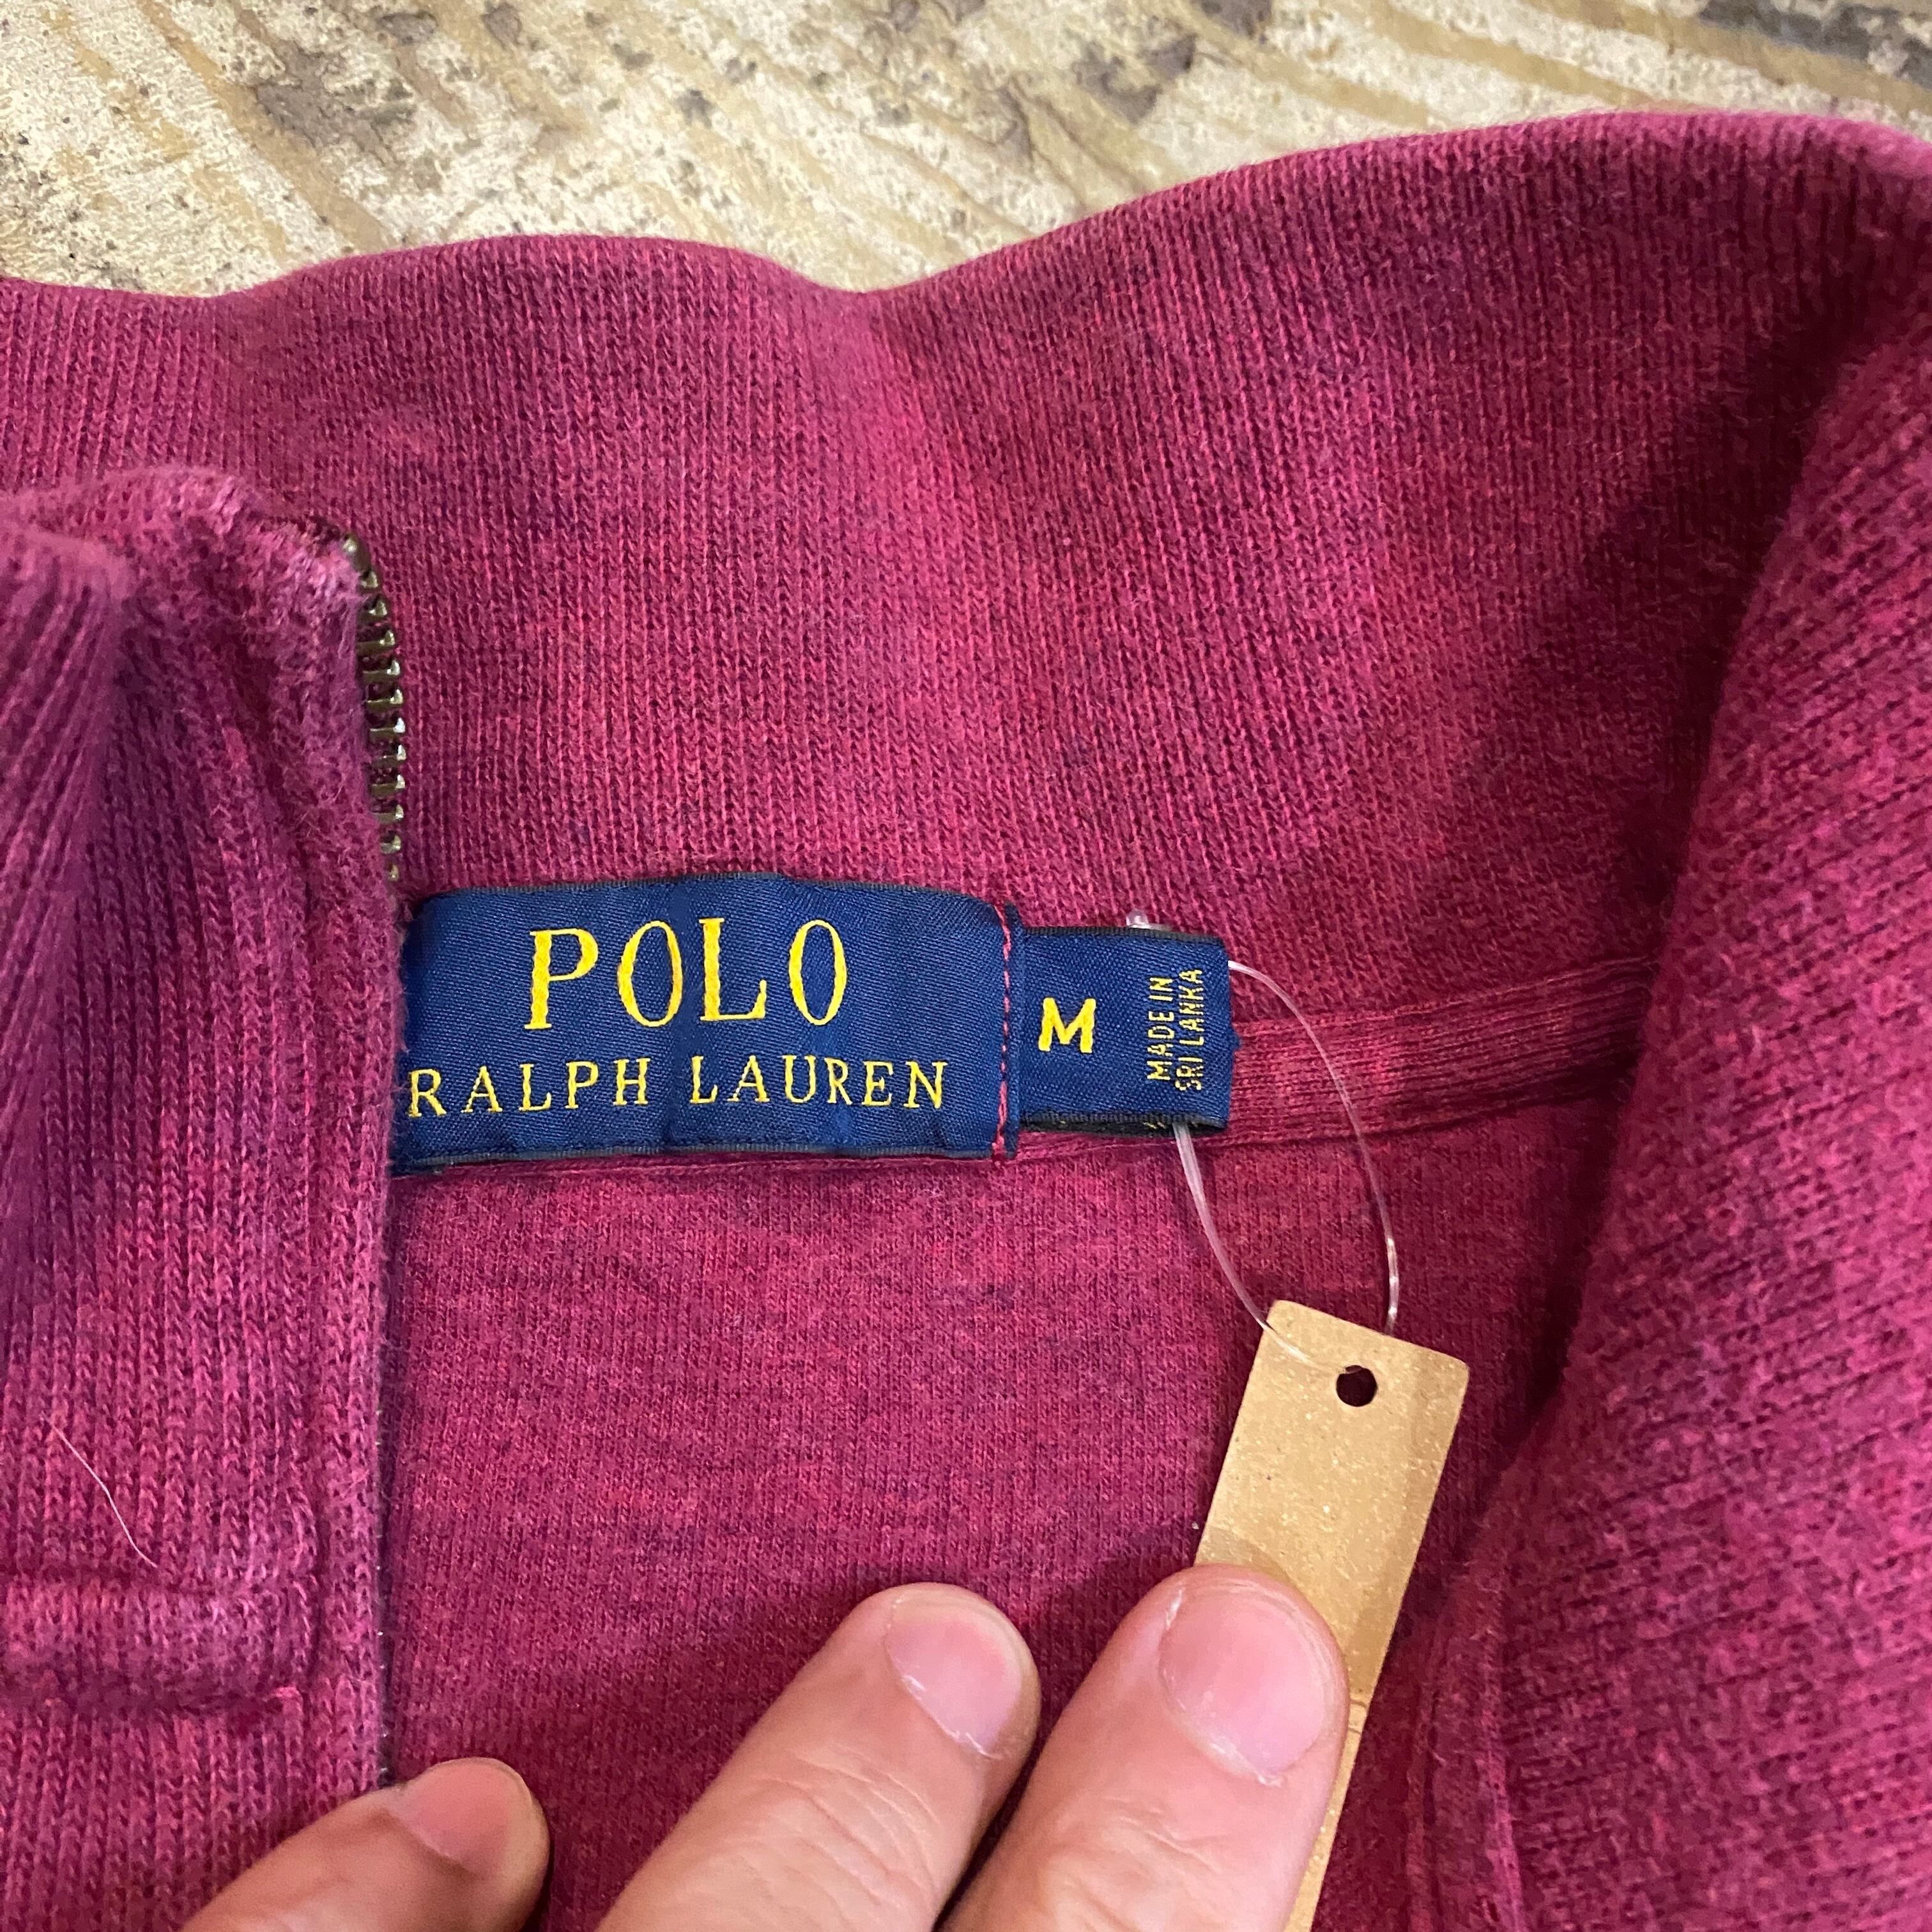 POLO
RALPH LAUREN
M
MADE IN
SRI LANKA